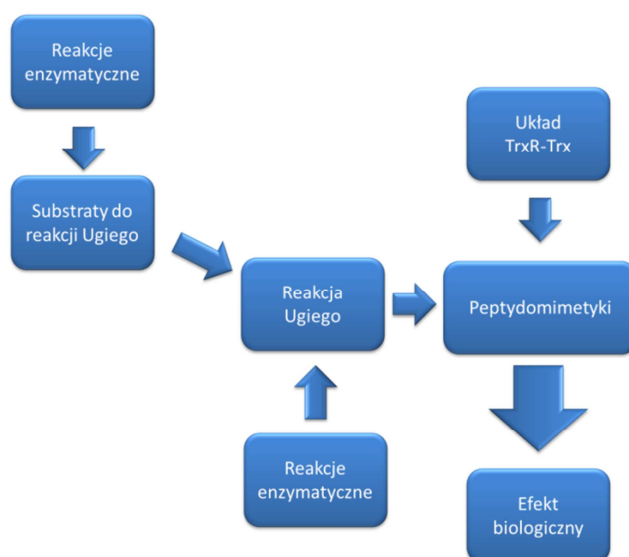 Reakcje
enzymatyczne
Układ
TrxR-Trx
Substraty do
reakcji Ugiego
Reakcja
Ugiego
Peptydomimetyki
Reakcje
enzymatyczne
Efekt
biologiczny